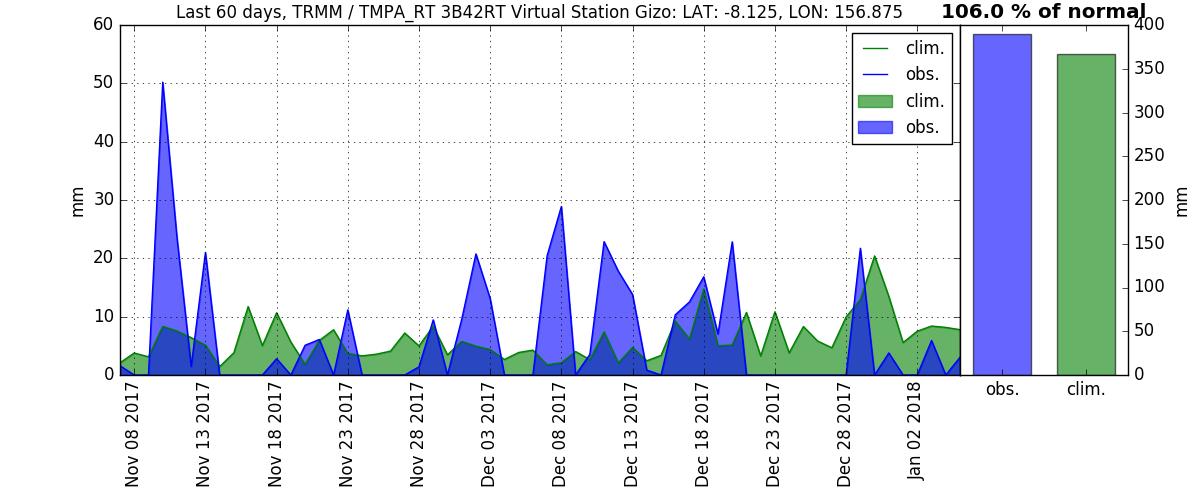 Last 60 days, TRMM / TMPA_RT 3B42RT Virtual Station Gizo: LAT: -8.125, LON: 156.875
106.0 % of normal
60
50
40
30
20
10
0
mm
clim.
obs.
clim.
obs.
Nov 08 2017
Nov 13 2017
Nov 18 2017
Nov 23 2017
Nov 28 2017
Dec 03 2017
Dec 08 2017
Dec 13 2017
Dec 18 2017
Dec 23 2017
Dec 28 2017
Jan 02 2018
400
350
300
250
200
150
100
50
0
mm
obs.
clim.